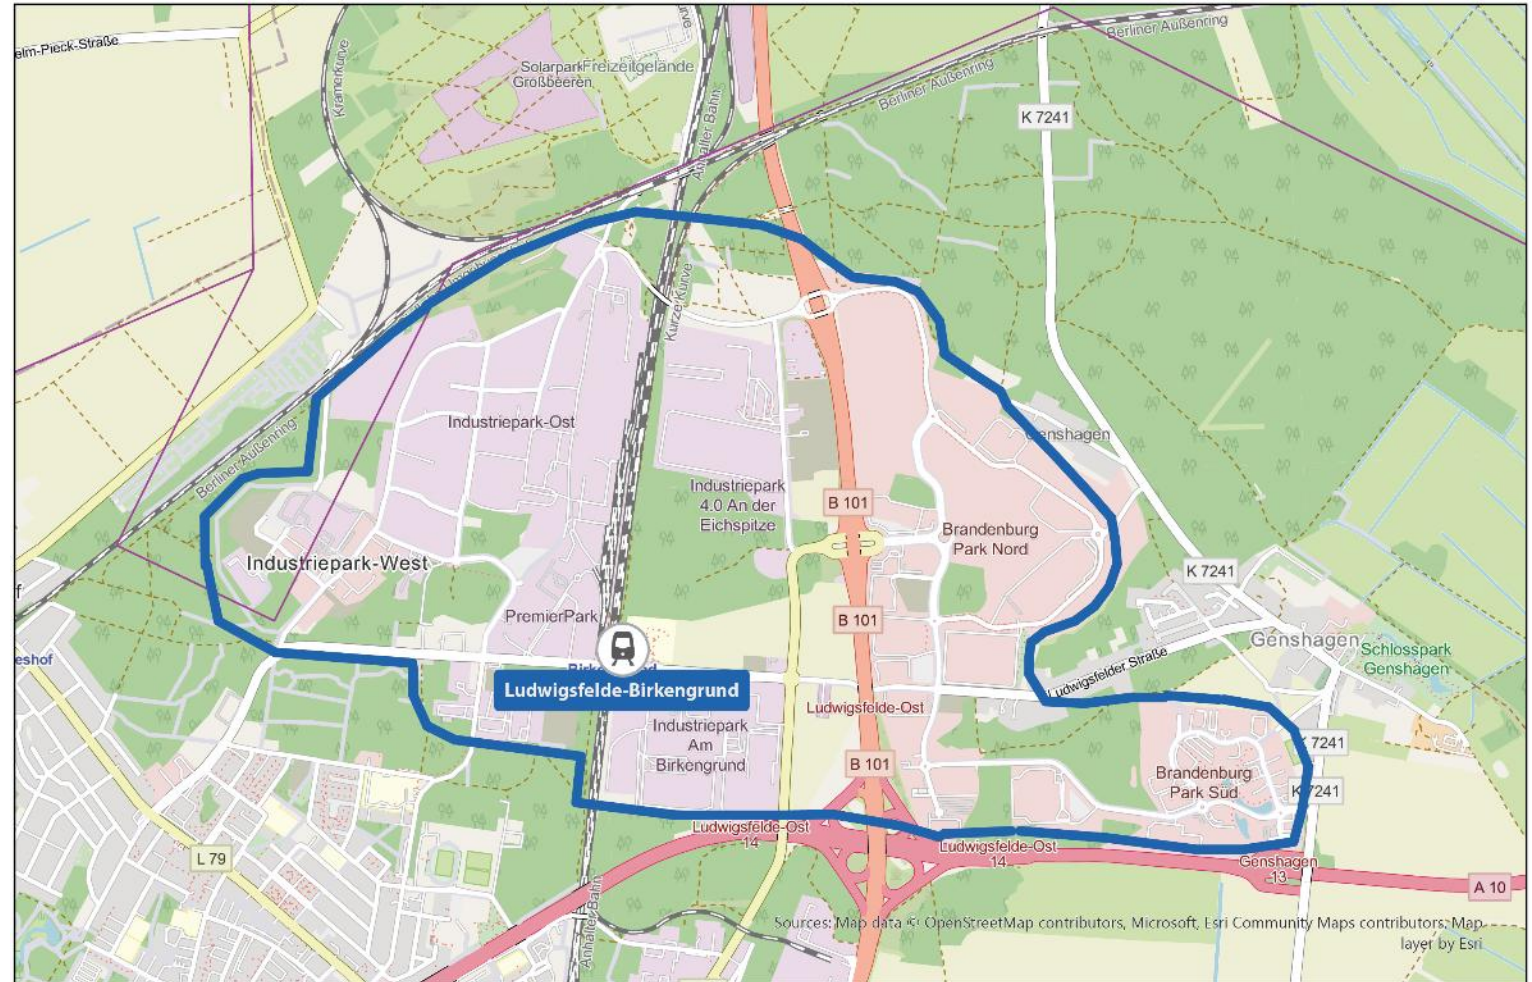 elm-Pieck-Straße
Kramerkurve
Solarpark
Großbeeren
Freizeitgelände
urve
Anhalter Bahn
Berliner Außenring
Berliner Außenring
K 7241
Kurze Kurve
Berliner Außenring
Industriepark-Ost
Genshagen
Industriepark
4.0 An der
Eichspitze
B 101
Brandenburg
Park Nord
Industriepark-West
K 7241
f
PremierPark
B 101
Genshagen
Schlosspark
Genshagen
eshof
Ludwigsfelder Straße
Ludwigsfelde-Birkengrund
Ludwigsfelde-Ost
Industriepark
Am
Birkengrund
B 101
7241
Brandenburg
Park Süd
K 7241
Ludwigsfelde-Ost
14
Ludwigsfelde-Ost
14
L 79
Genshagen
13
A 10
Anhalter Bahn
Sources: Map data © OpenStreetMap contributors, Microsoft, Esri Community Maps contributors, Map
layer by Esri